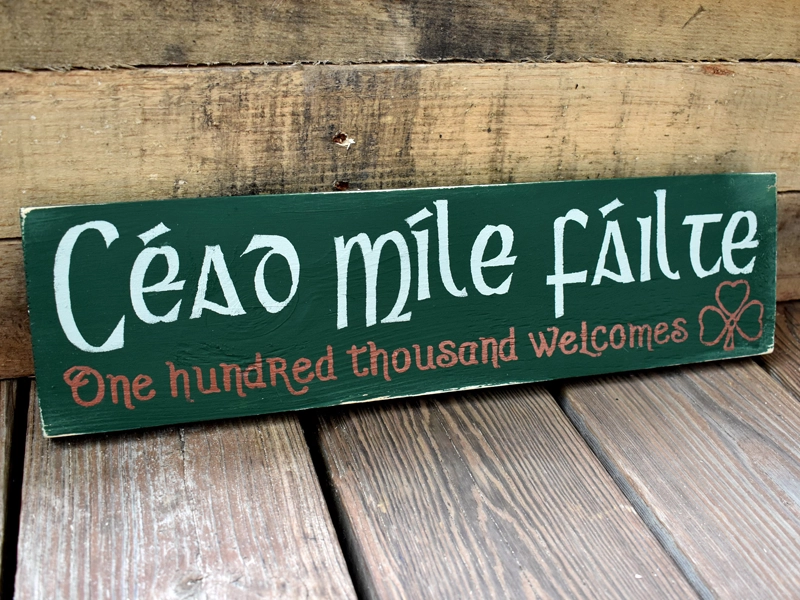 Céad míle fáilte
One hundred thousand welcomes